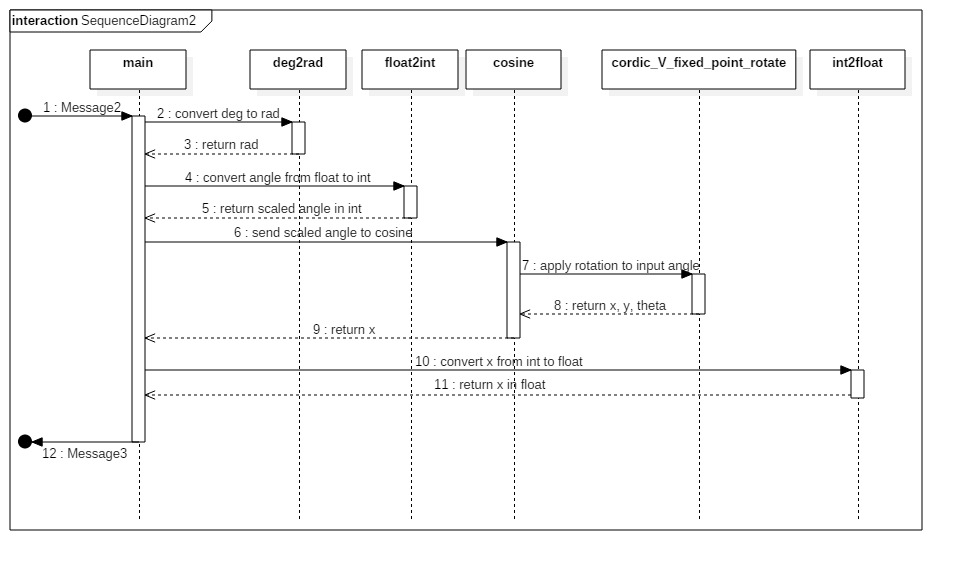 interaction SequenceDiagram2
main
deg2rad
float2int
cosine
cordic_V_fixed_point_rotate
int2float
1 : Message2
2 : convert deg to rad
3 : return rad
4 : convert angle from float to int
5 : return scaled angle in int
6 : send scaled angle to cosine
7 : apply rotation to input angle
8 : return x, y, theta
9 : return x
10 : convert x from int to float
11 : return x in float
12 : Message3